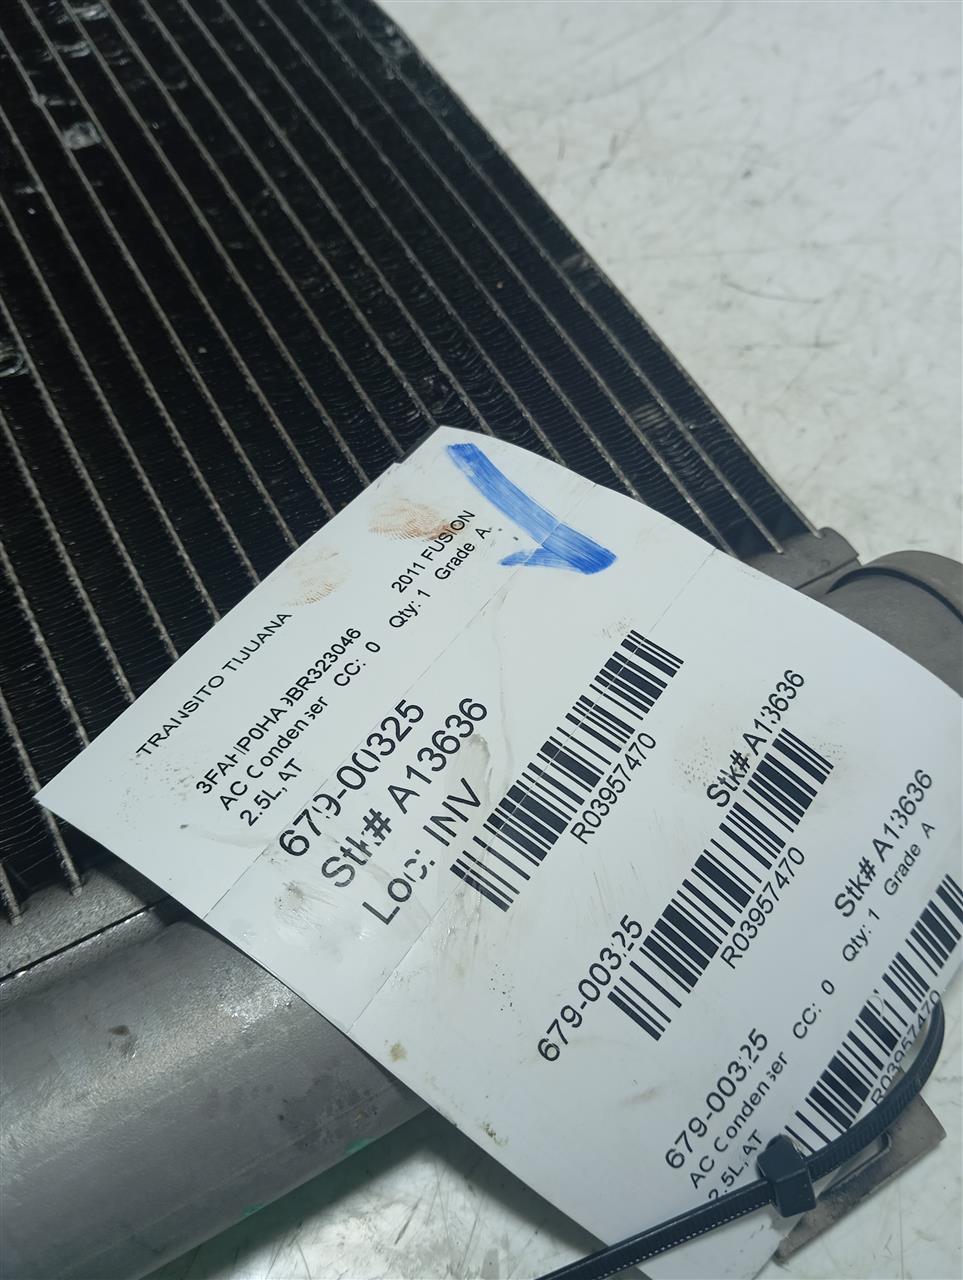 TRANSITO TIJUANA
2011 FUSION
3FAHP0HA3BR323046
AC Condenser CC: 0 Qty: 1 Grade A
2.5L,AT
679-00325
Stk# A13636
Loc: INV
R03957470
Stk# A13636
679-00325
R03957470
Stk# A13636
679-00325
AC Condenser CC: 0 Qty: 1 Grade A
2.5L,AT
R03957470